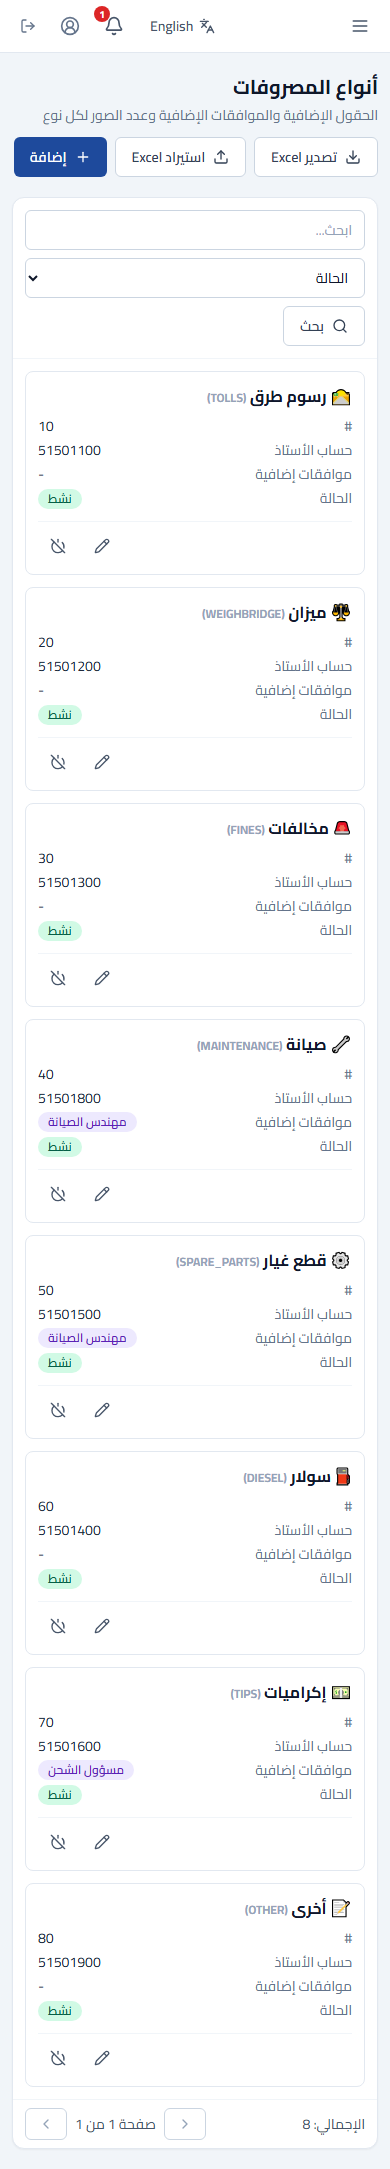 English
1
أنواع المصروفات
الحقول الإضافية والموافقات الإضافية وعدد الصور لكل نوع
تصدير Excel
استيراد Excel
إضافة
ابحث...
الحالة
بحث
رسوم طرق (TOLLS)
# 10
حساب الأستاذ 51501100
موافقات إضافية -
الحالة نشط
ميزان (WEIGHBRIDGE)
# 20
حساب الأستاذ 51501200
موافقات إضافية -
الحالة نشط
مخالفات (FINES)
# 30
حساب الأستاذ 51501300
موافقات إضافية -
الحالة نشط
صيانة (MAINTENANCE)
# 40
حساب الأستاذ 51501800
موافقات إضافية مهندس الصيانة
الحالة نشط
قطع غيار (SPARE_PARTS)
# 50
حساب الأستاذ 51501500
موافقات إضافية مهندس الصيانة
الحالة نشط
سولار (DIESEL)
# 60
حساب الأستاذ 51501400
موافقات إضافية -
الحالة نشط
إكراميات (TIPS)
# 70
حساب الأستاذ 51501600
موافقات إضافية مسؤول الشحن
الحالة نشط
أخرى (OTHER)
# 80
حساب الأستاذ 51501900
موافقات إضافية -
الحالة نشط
الإجمالي: 8
صفحة 1 من 1